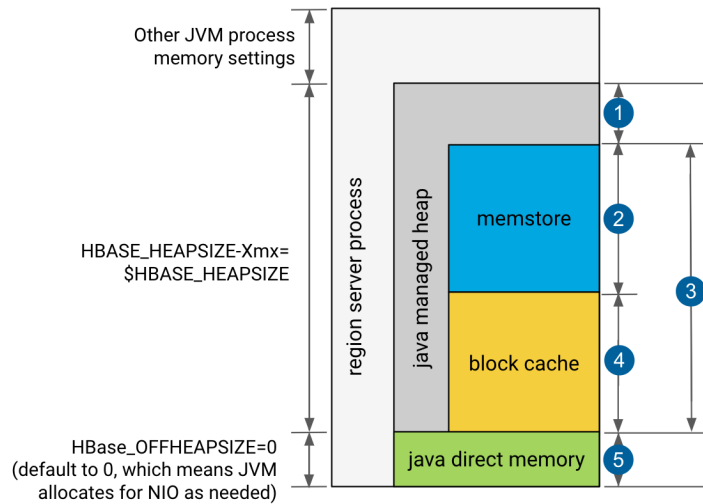 Other JVM process
memory settings
HBASE_HEAPSIZE-Xmx=
$HBASE_HEAPSIZE
HBase_OFFHEAPSIZE=0
(default to 0, which means JVM
allocates for NIO as needed)
region server process
java managed heap
memstore
block cache
java direct memory
1
2
3
4
5